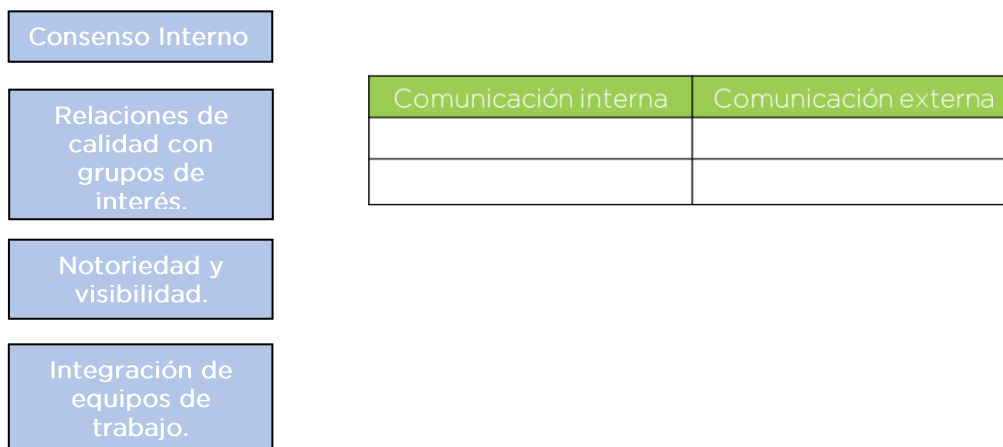 Consenso Interno
Relaciones de
calidad con
grupos de
interés.
Notoriedad y
visibilidad.
Integración de
equipos de
trabajo.
Comunicación interna
Comunicación externa